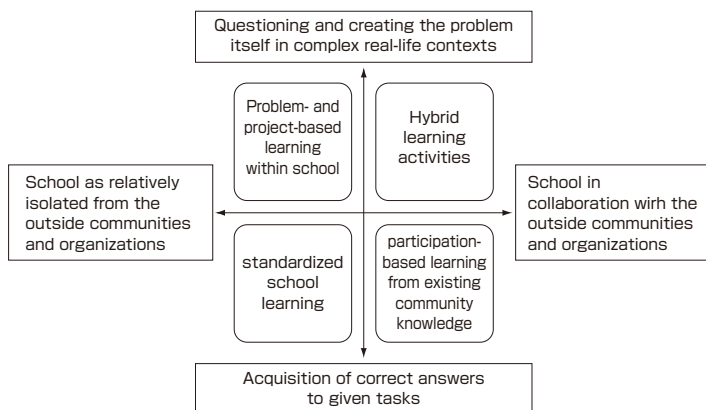 Questioning and creating the problem
itself in complex real-life contexts
Problem- and
project-based
learning
within school
Hybrid
learning
activities
School as relatively
isolated from the
outside communities
and organizations
School in
collaboration wirh the
outside communities
and organizations
standardized
school
learning
participation-
based learning
from existing
community
knowledge
Acquisition of correct answers
to given tasks